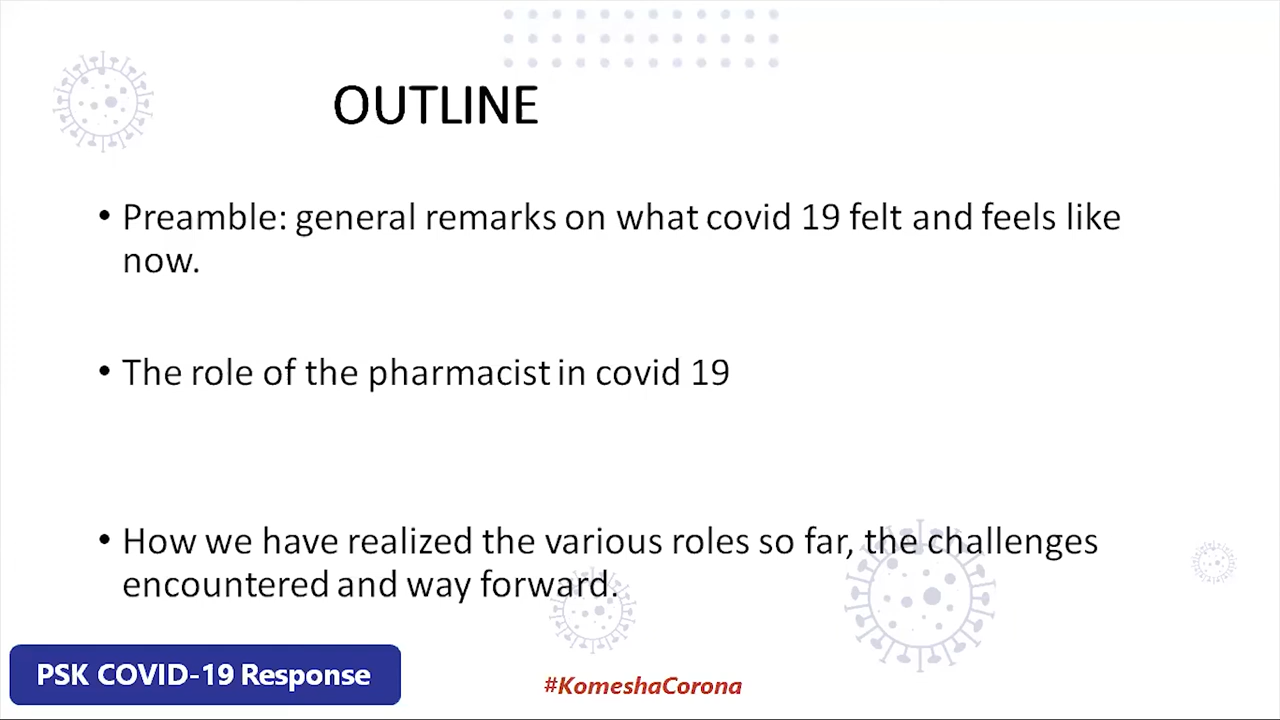 OUTLINE
• Preamble: general remarks on what covid 19 felt and feels like
now.
• The role of the pharmacist in covid 19
• How we have realized the various roles so far, the challenges
encountered and way forward.
PSK COVID-19 Response
#KomeshaCorona